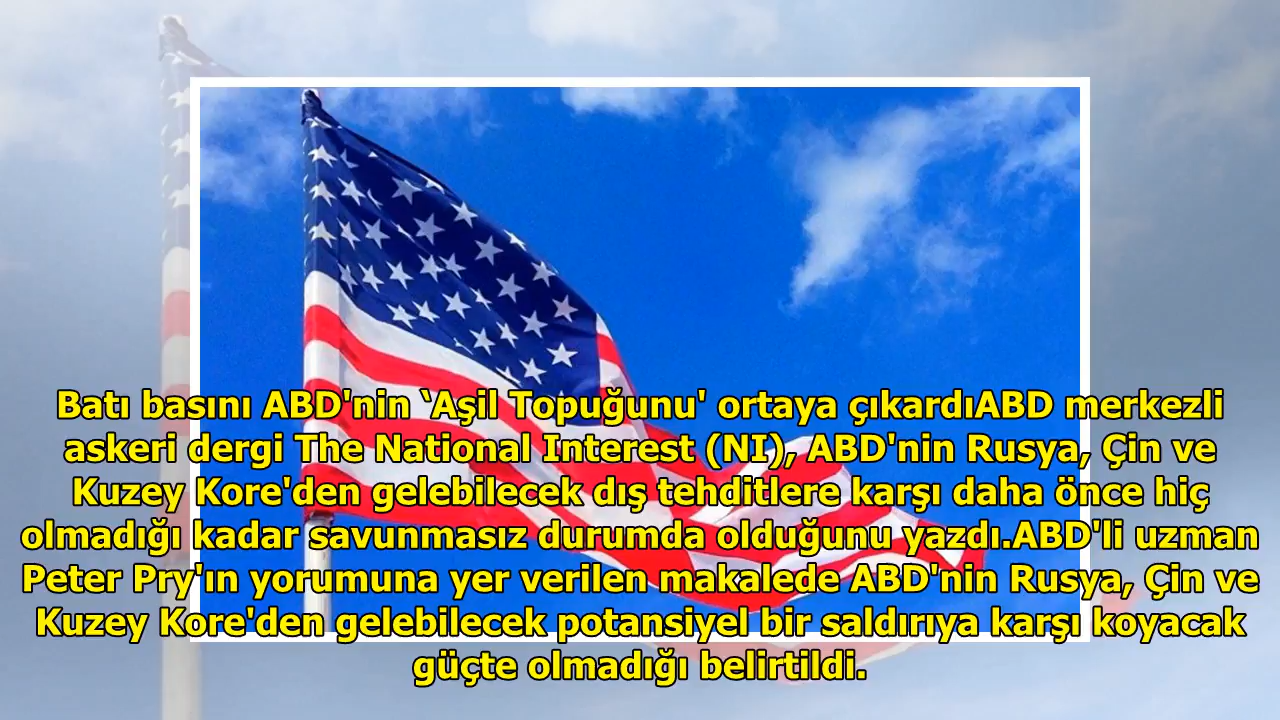 Batı basını ABD'nin ‘Aşil Topuğunu' ortaya çıkardıABD merkezli
askeri dergi The National Interest (NI), ABD'nin Rusya, Çin ve
Kuzey Kore'den gelebilecek dış tehditlere karşı daha önce hiç
olmadığı kadar savunmasız durumda olduğunu yazdı.ABD'li uzman
Peter Pry'ın yorumuna yer verilen makalede ABD'nin Rusya, Çin ve
Kuzey Kore'den gelebilecek potansiyel bir saldırıya karşı koyacak
güçte olmadığı belirtildi.